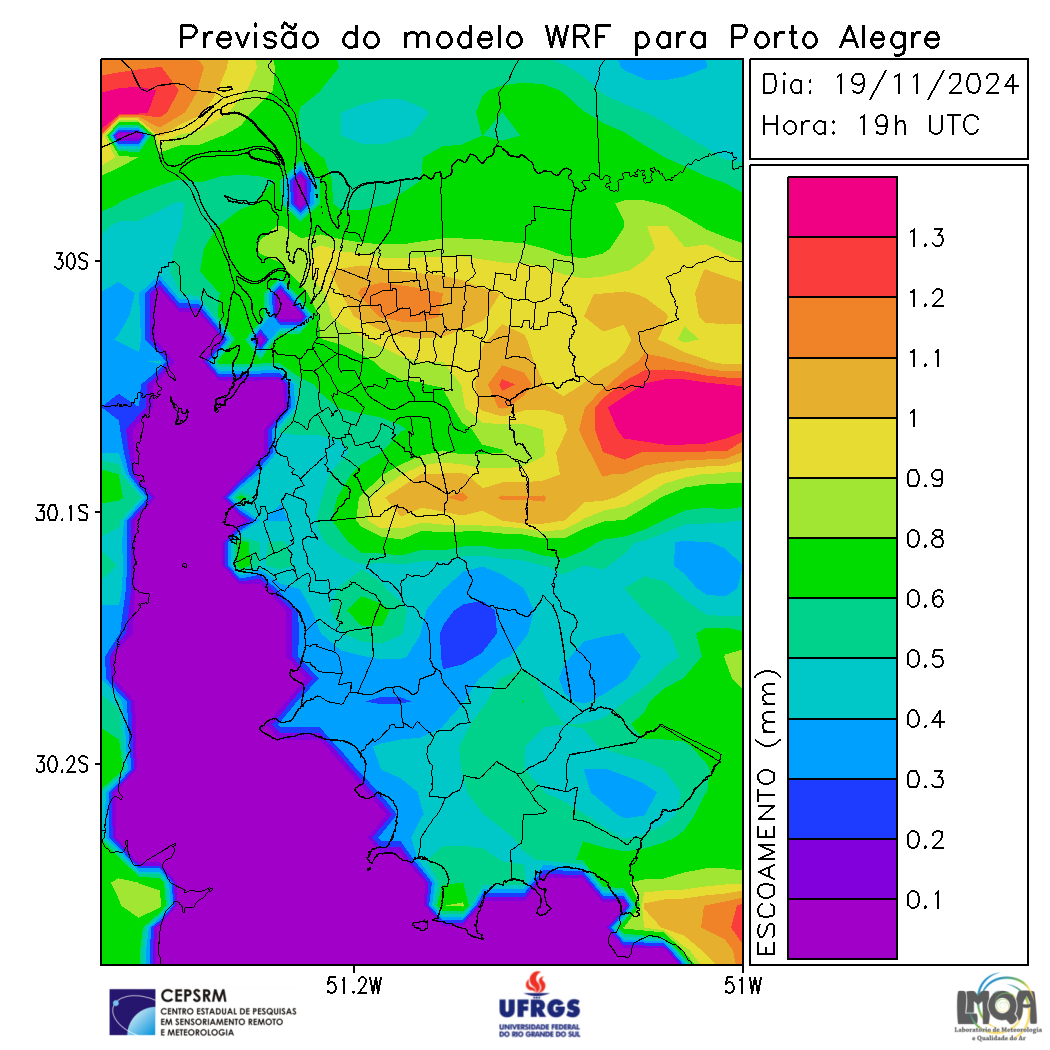 Previsão do modelo WRF para Porto Alegre
Dia: 19/11/2024
Hora: 19h UTC
30S
30.1S
30.2S
51.2W
51W
ESCOAMENTO (mm)
1.3
1.2
1.1
1
0.9
0.8
0.6
0.5
0.4
0.3
0.2
0.1
CEPSRM
CENTRO ESTADUAL DE PESQUISAS
EM SENSORIAMENTO REMOTO
E METEOROLOGIA
UFRGS
UNIVERSIDADE FEDERAL
DO RIO GRANDE DO SUL
LMQA
Laboratório de Meteorologia
e Qualidade do Ar